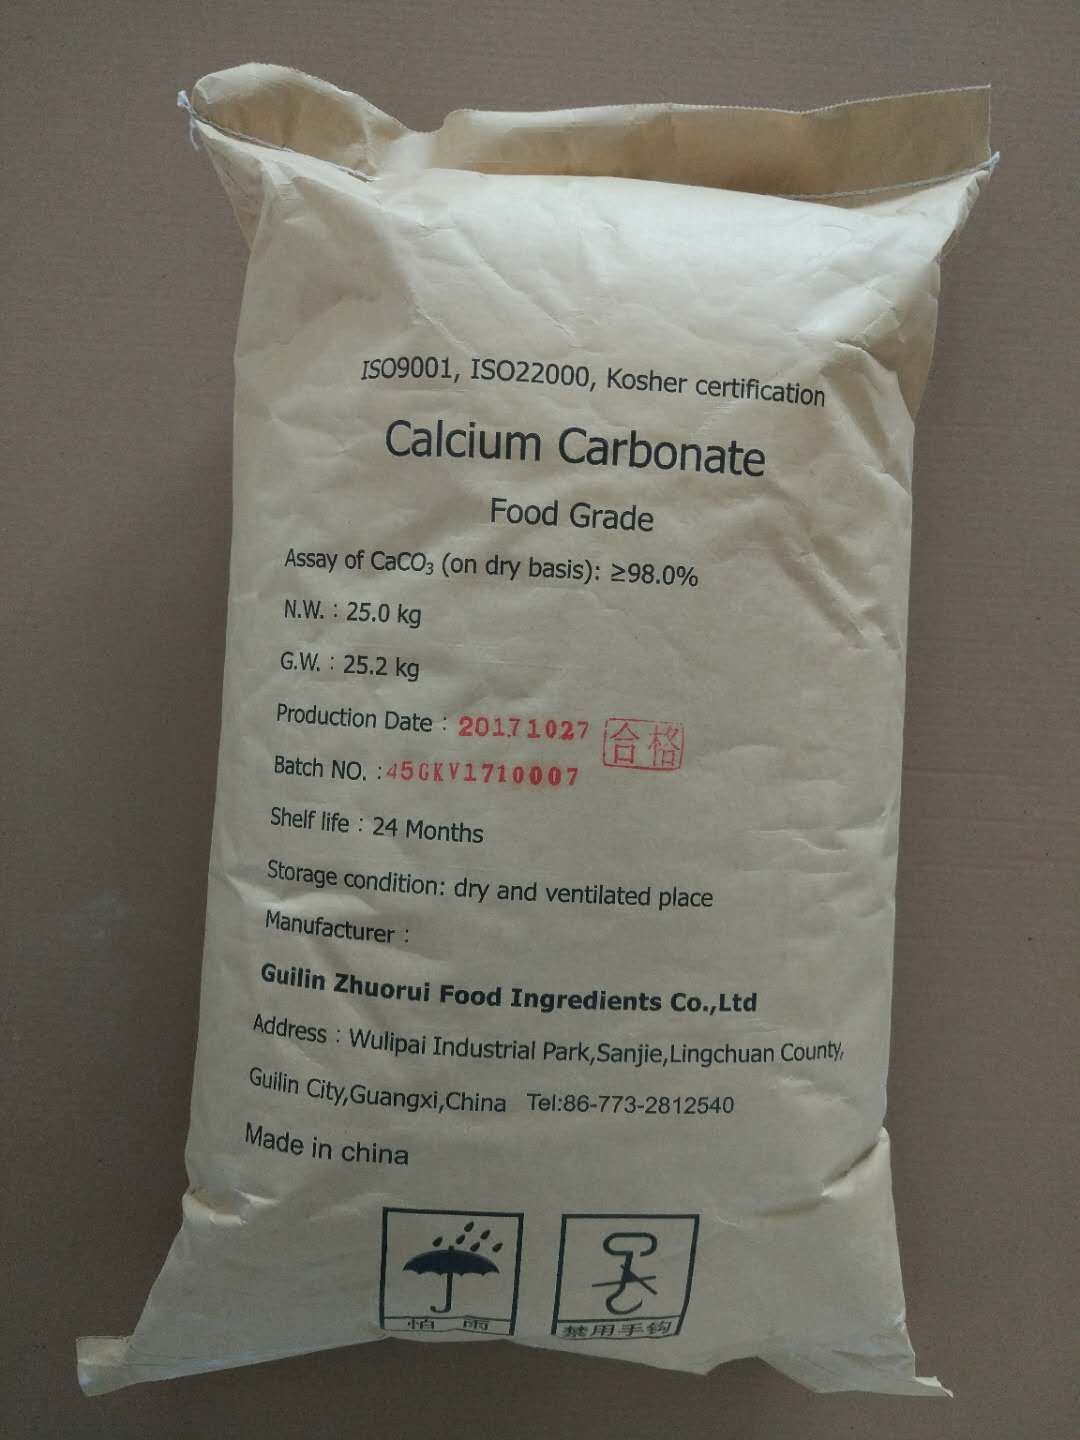 ISO9001, ISO22000, Kosher certification
Calcium Carbonate
Food Grade
Assay of CaCO₃ (on dry basis): ≥98.0%
N.W. : 25.0 kg
G.W. : 25.2 kg
Production Date : 20171027 合格
Batch NO. :45GKV1710007
Shelf life : 24 Months
Storage condition: dry and ventilated place
Manufacturer :
Guilin Zhuorui Food Ingredients Co.,Ltd
Address : Wulipai Industrial Park,Sanjie,Lingchuan County,
Guilin City,Guangxi,China Tel:86-773-2812540
Made in china
怕 雨
禁用手钩